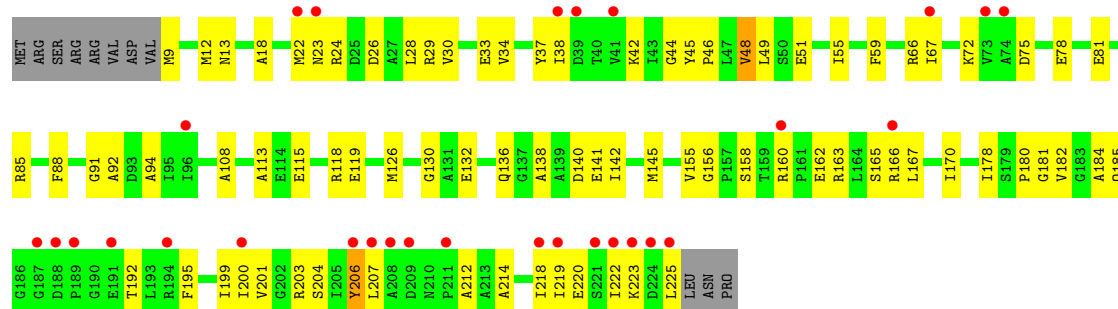 MET ARG SER ARG ARG VAL ASP VAL M9 M12 N13 A18 M22 N23 R24 D25 D26 A27 L28 R29 V30 E33 V34 Y37 I38 D39 T40 V41 K42 I43 G44 Y45 P46 L47 V48 L49 S50 E51 I55 F59 R66 I67 K72 V73 A74 D75 E78 E81
R85 F88 G91 A92 D93 A94 I95 I96 A108 A113 E114 E115 R118 E119 M126 G130 A131 E132 Q136 G137 A138 A139 D140 E141 I142 M145 V155 G156 P157 S158 T159 R160 P161 E162 R163 L164 S165 R166 L167 I170 I178 S179 P180 G181 V182 G183 A184 Q185
G186 G187 D188 P189 G190 E191 T192 L193 R194 F195 I199 I200 V201 G202 R203 S204 I205 Y206 L207 A208 D209 N210 P211 A212 A213 A214 I218 I219 E220 S221 I222 K223 D224 L225 LEU ASN PRO